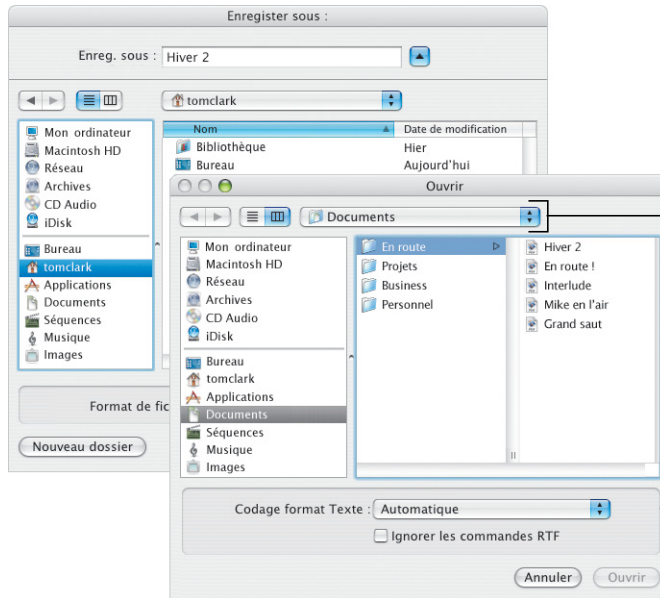 Enregister sous :
Enreg. sous : Hiver 2
tomclark
Nom Date de modification
Mon ordinateur
Macintosh HD
Réseau
Archives
CD Audio
iDisk
Bureau
tomclark
Applications
Documents
Séquences
Musique
Images
Bibliothèque Hier
Bureau Aujourd'hui
Format de fic
Nouveau dossier
Ouvrir
Documents
Mon ordinateur
Macintosh HD
Réseau
Archives
CD Audio
iDisk
Bureau
tomclark
Applications
Documents
Séquences
Musique
Images
En route
Projets
Business
Personnel
Hiver 2
En route !
Interlude
Mike en l'air
Grand saut
Codage format Texte : Automatique
Ignorer les commandes RTF
Annuler Ouvrir